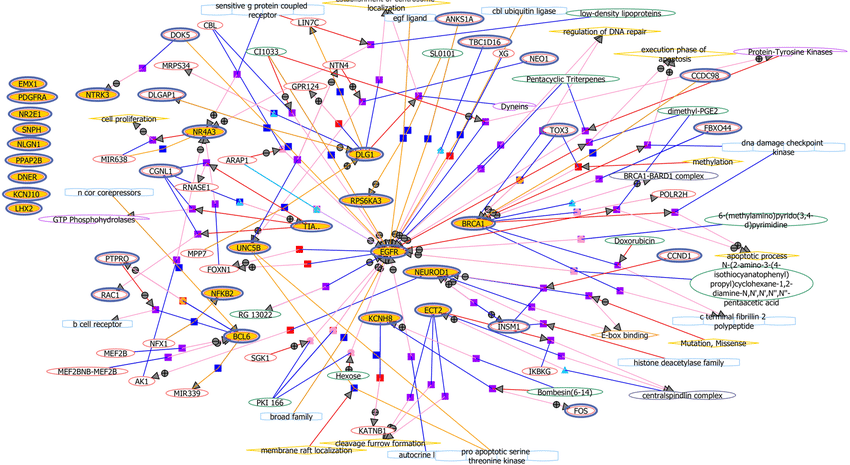 sensitive g protein coupled
receptor
localization
egf ligand
cbl ubiquitin ligase
low-density lipoproteins
CBL
LIN7C
ANKS1A
DOK5
TBC1D16
XG
regulation of DNA repair
CI1033
SL0101
NEO1
execution phase of
apoptosis
Protein-Tyrosine Kinases
MRPS34
NTN4
CCDC98
EMX1
PDGFRA
NTRK3
DLGAP1
GPR124
Pentacyclic Triterpenes
NR2E1
Dyneins
dimethyl-PGE2
SNPH
cell proliferation
NR4A3
TOX3
FBXO44
NLGN1
dna damage checkpoint
kinase
PPAP2B
MIR638
ARAP1
DLG1
methylation
DNER
CGNL1
BRCA1-BARD1 complex
KCNJ10
n cor corepressors
RNASE1
RPS6KA3
POLR2H
LHX2
GTP Phosphohydrolases
TIA..
BRCA1
6-(methylamino)pyrido(3,4-
d)pyrimidine
UNC5B
EGFR
Doxorubicin
PTPRO
MPP7
FOXN1
CCND1
apoptotic process
N-(2-amino-3-(4-
isothiocyanatophenyl)
propyl)cyclohexane-1,2-
diamine-N,N',N',N'',N''-
pentaacetic acid
NEUROD1
RAC1
NFKB2
b cell receptor
RG 13022
KCNH8
ECT2
INSM1
c terminal fibrillin 2
polypeptide
E-box binding
NFX1
BCL6
Mutation, Missense
MEF2B
SGK1
histone deacetylase family
MEF2BNB-MEF2B
IKBKG
AK1
Hexose
MIR339
PKI 166
Bombesin(6-14)
centralspindlin complex
broad family
FOS
KATNB1
cleavage furrow formation
membrane raft localization
autocrine l
pro apoptotic serine
threonine kinase